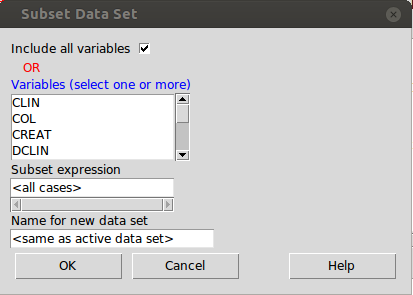 Subset Data Set
Include all variables
OR
Variables (select one or more)
CLIN
COL
CREAT
DCLIN
Subset expression
<all cases>
Name for new data set
<same as active data set>
OK Cancel Help